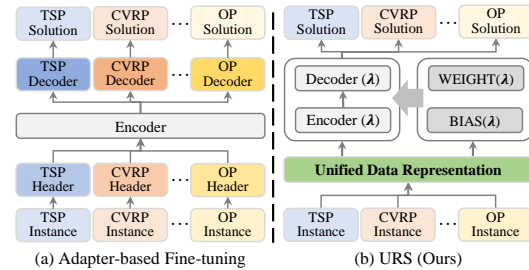 TSP Solution
CVRP Solution
...
OP Solution
TSP Decoder
CVRP Decoder
...
OP Decoder
Encoder
TSP Header
CVRP Header
...
OP Header
TSP Instance
CVRP Instance
...
OP Instance
(a) Adapter-based Fine-tuning
TSP Solution
CVRP Solution
...
OP Solution
Decoder (λ)
WEIGHT(λ)
Encoder (λ)
BIAS(λ)
Unified Data Representation
TSP Instance
CVRP Instance
...
OP Instance
(b) URS (Ours)